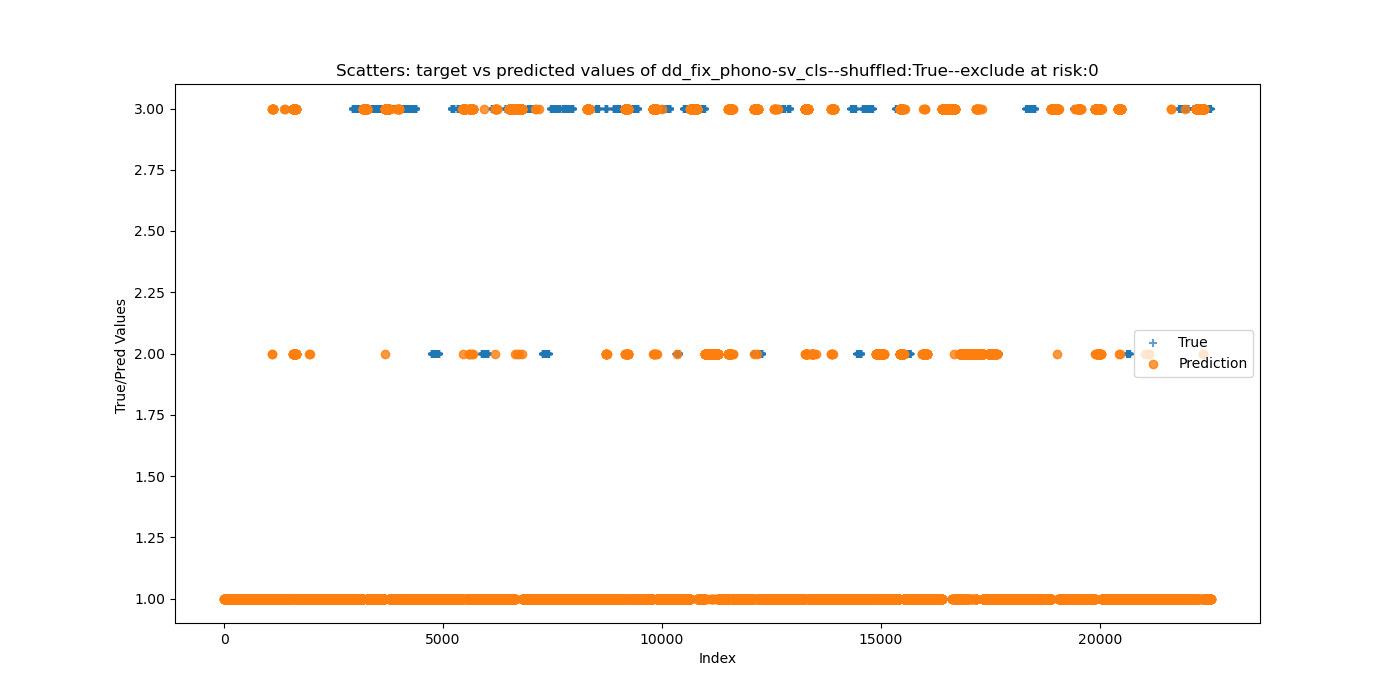 Scatters: target vs predicted values of dd_fix_phono-sv_cls--shuffled:True--exclude at risk:0
3.00
2.75
2.50
2.25
2.00
1.75
1.50
1.25
1.00
True/Pred Values
True
Prediction
0
5000
10000
15000
20000
Index